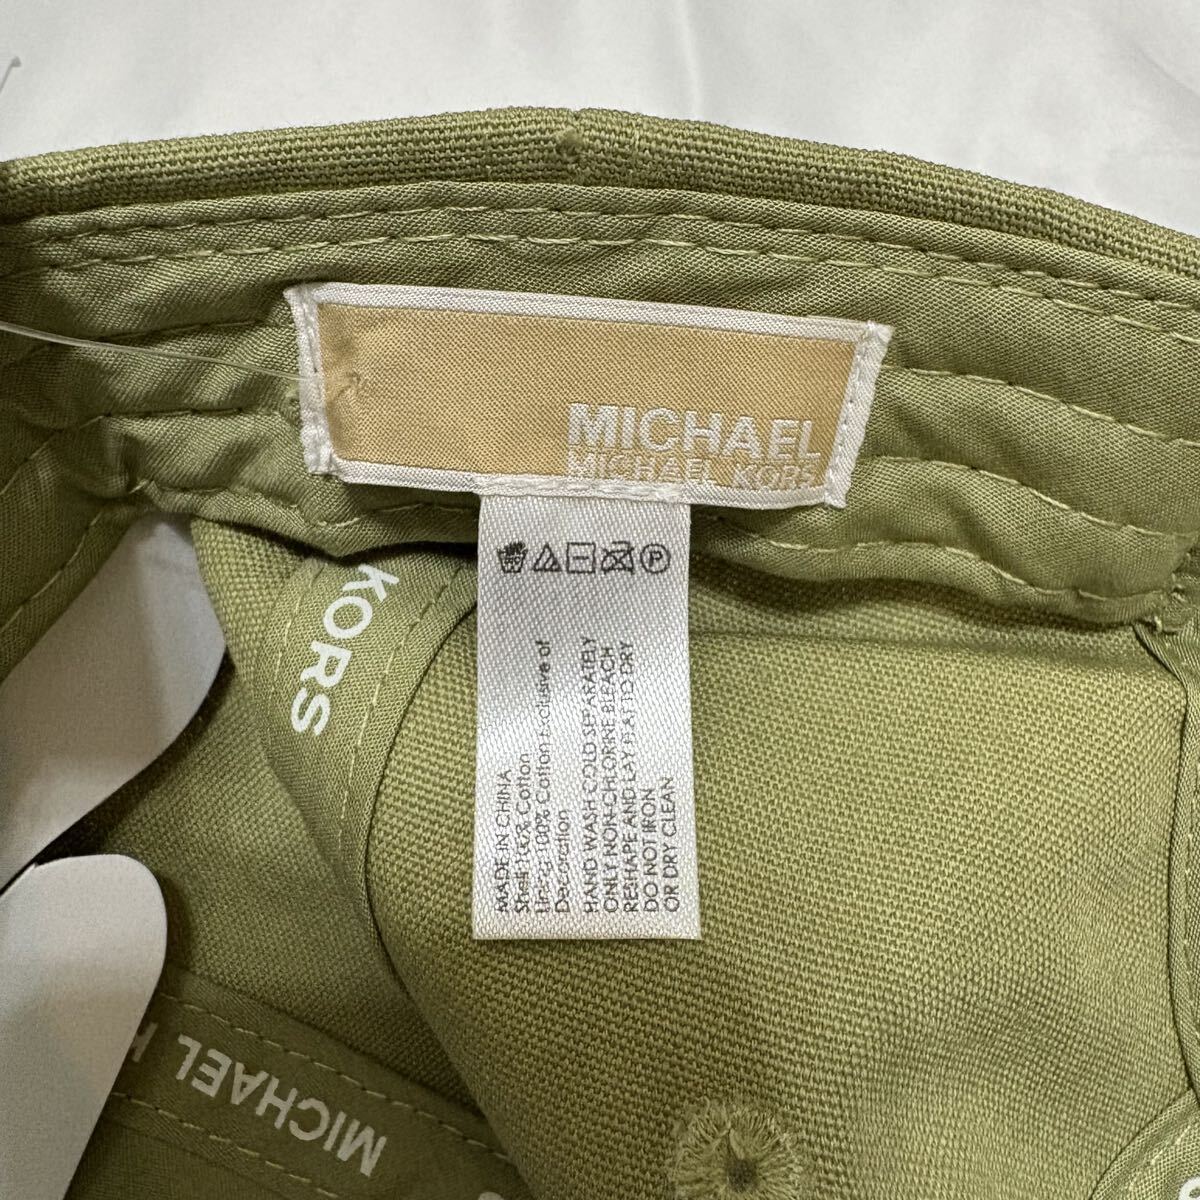 MICHAEL
MICHAEL KORS
P
MADE IN CHINA
Shell: 100% Cotton
Lining: 100% Cotton Exclusive of
Decoration
HAND WASH COLD SEPARATELY
ONLY NON-CHLORINE BLEACH
RESHAPE AND LAY FLAT TO DRY
DO NOT IRON
OR DRY CLEAN
KORS
MICHAEL K